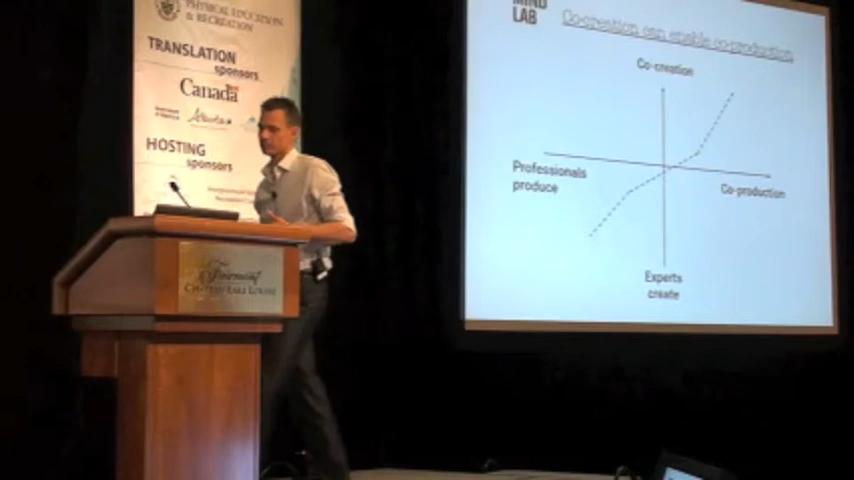 PHYSICAL EDUCATION
& RECREATION
TRANSLATION
sponsors
Canada
Alberta
HOSTING
sponsors
Fairmont
CHATEAU LAKE LOUISE
MIND
LAB
Co-creation can enable co-production
Co-creation
Professionals
produce
Co-production
Experts
create